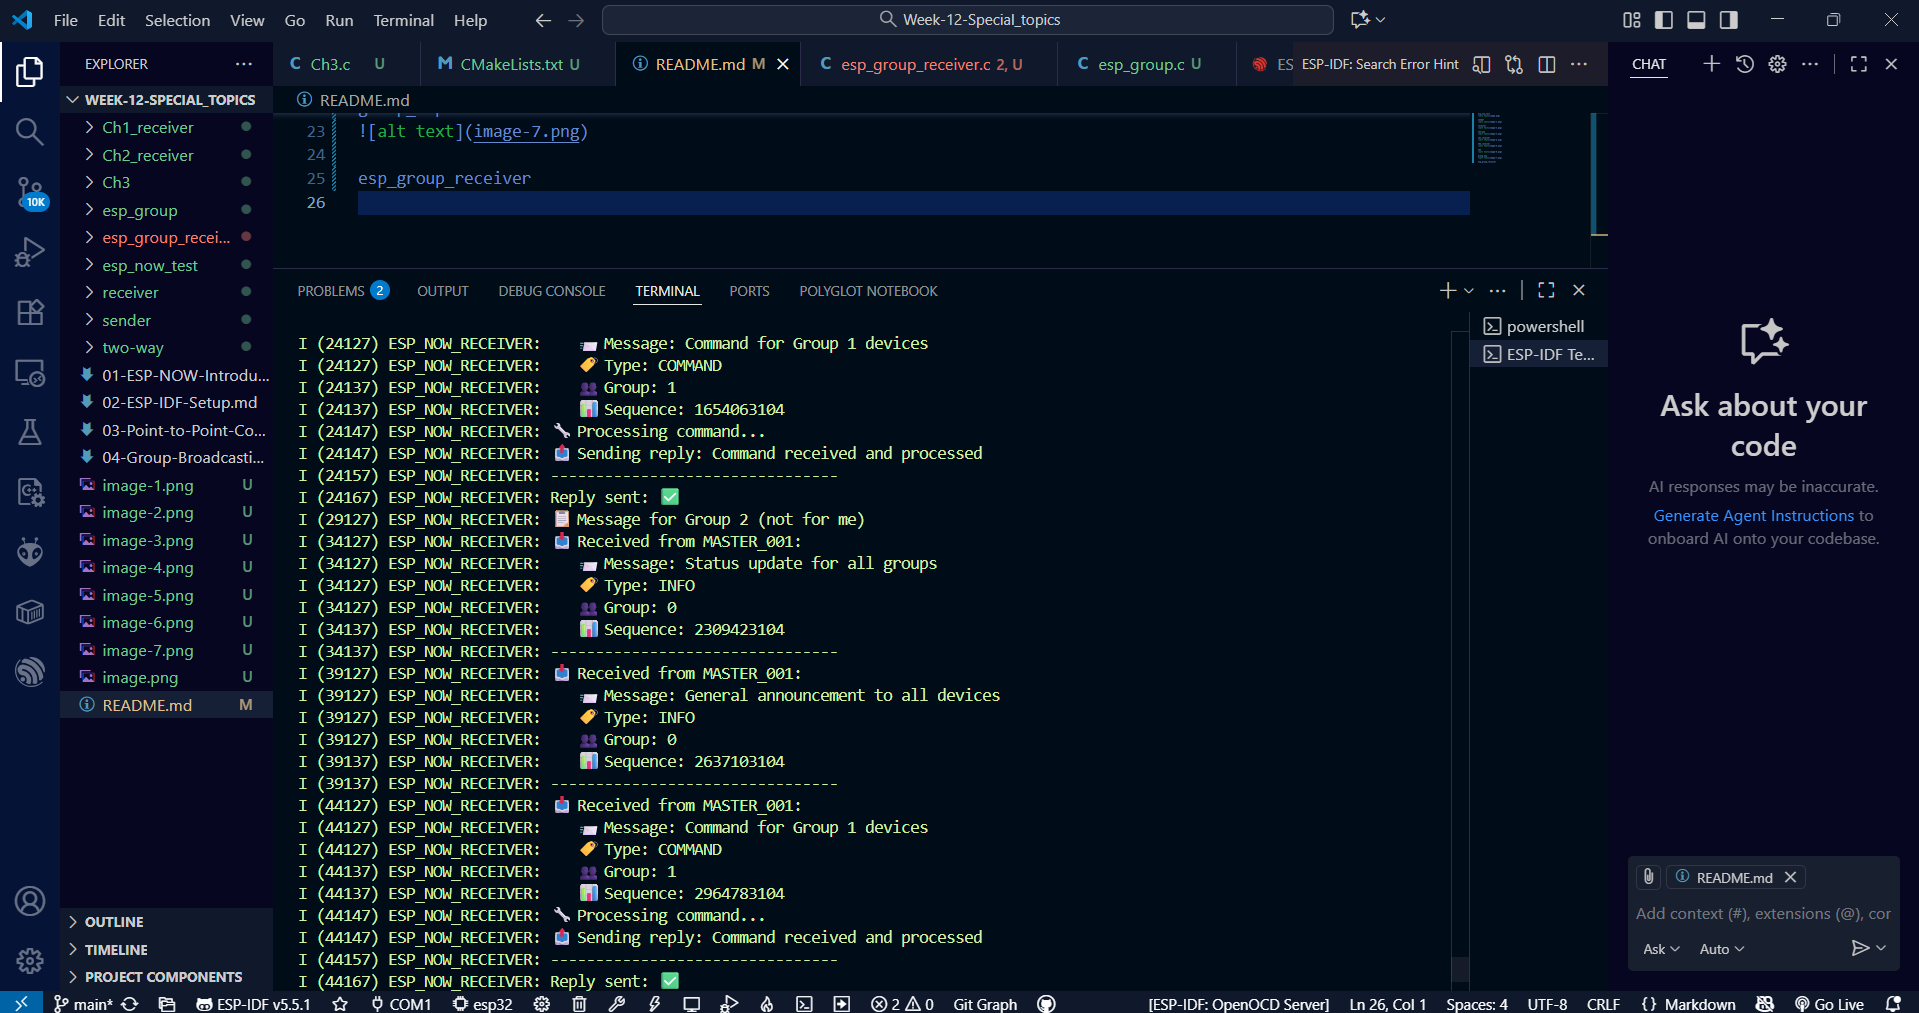 File Edit Selection View Go Run Terminal Help
Week-12-Special_topics
EXPLORER
WEEK-12-SPECIAL_TOPICS
Ch1_receiver
Ch2_receiver
Ch3
esp_group
esp_group_recei...
esp_now_test
receiver
sender
two-way
01-ESP-NOW-Introdu...
02-ESP-IDF-Setup.md
03-Point-to-Point-Co...
04-Group-Broadcasti...
image-1.png U
image-2.png U
image-3.png U
image-4.png U
image-5.png U
image-6.png U
image-7.png U
image.png U
README.md M
OUTLINE
TIMELINE
PROJECT COMPONENTS
10K
C Ch3.c U
M CMakeLists.txt U
README.md M
C esp_group_receiver.c 2, U
C esp_group.c U
ES
ESP-IDF: Search Error Hint
README.md
23 ![alt text](image-7.png)
24
25 esp_group_receiver
26
PROBLEMS 2 OUTPUT DEBUG CONSOLE TERMINAL PORTS POLYGLOT NOTEBOOK
powershell
ESP-IDF Te...
I (24127) ESP_NOW_RECEIVER: 📨 Message: Command for Group 1 devices
I (24127) ESP_NOW_RECEIVER: 🏷️ Type: COMMAND
I (24137) ESP_NOW_RECEIVER: 👥 Group: 1
I (24137) ESP_NOW_RECEIVER: 📊 Sequence: 1654063104
I (24147) ESP_NOW_RECEIVER: 🔧 Processing command...
I (24147) ESP_NOW_RECEIVER: 📤 Sending reply: Command received and processed
I (24157) ESP_NOW_RECEIVER: --------------------------------
I (24167) ESP_NOW_RECEIVER: Reply sent: ✅
I (29127) ESP_NOW_RECEIVER: 📋 Message for Group 2 (not for me)
I (34127) ESP_NOW_RECEIVER: 📥 Received from MASTER_001:
I (34127) ESP_NOW_RECEIVER: 📨 Message: Status update for all groups
I (34127) ESP_NOW_RECEIVER: 🏷️ Type: INFO
I (34127) ESP_NOW_RECEIVER: 👥 Group: 0
I (34137) ESP_NOW_RECEIVER: 📊 Sequence: 2309423104
I (34137) ESP_NOW_RECEIVER: --------------------------------
I (39127) ESP_NOW_RECEIVER: 📥 Received from MASTER_001:
I (39127) ESP_NOW_RECEIVER: 📨 Message: General announcement to all devices
I (39127) ESP_NOW_RECEIVER: 🏷️ Type: INFO
I (39127) ESP_NOW_RECEIVER: 👥 Group: 0
I (39137) ESP_NOW_RECEIVER: 📊 Sequence: 2637103104
I (39137) ESP_NOW_RECEIVER: --------------------------------
I (44127) ESP_NOW_RECEIVER: 📥 Received from MASTER_001:
I (44127) ESP_NOW_RECEIVER: 📨 Message: Command for Group 1 devices
I (44127) ESP_NOW_RECEIVER: 🏷️ Type: COMMAND
I (44137) ESP_NOW_RECEIVER: 👥 Group: 1
I (44137) ESP_NOW_RECEIVER: 📊 Sequence: 2964783104
I (44147) ESP_NOW_RECEIVER: 🔧 Processing command...
I (44147) ESP_NOW_RECEIVER: 📤 Sending reply: Command received and processed
I (44157) ESP_NOW_RECEIVER: --------------------------------
I (44167) ESP_NOW_RECEIVER: Reply sent: ✅
CHAT
Ask about your
code
AI responses may be inaccurate.
Generate Agent Instructions to
onboard AI onto your codebase.
README.md
Add context (#), extensions (@), cor
Ask Auto
main* ESP-IDF v5.5.1 COM1 esp32 2 0 Git Graph [ESP-IDF: OpenOCD Server] Ln 26, Col 1 Spaces: 4 UTF-8 CRLF {} Markdown Go Live